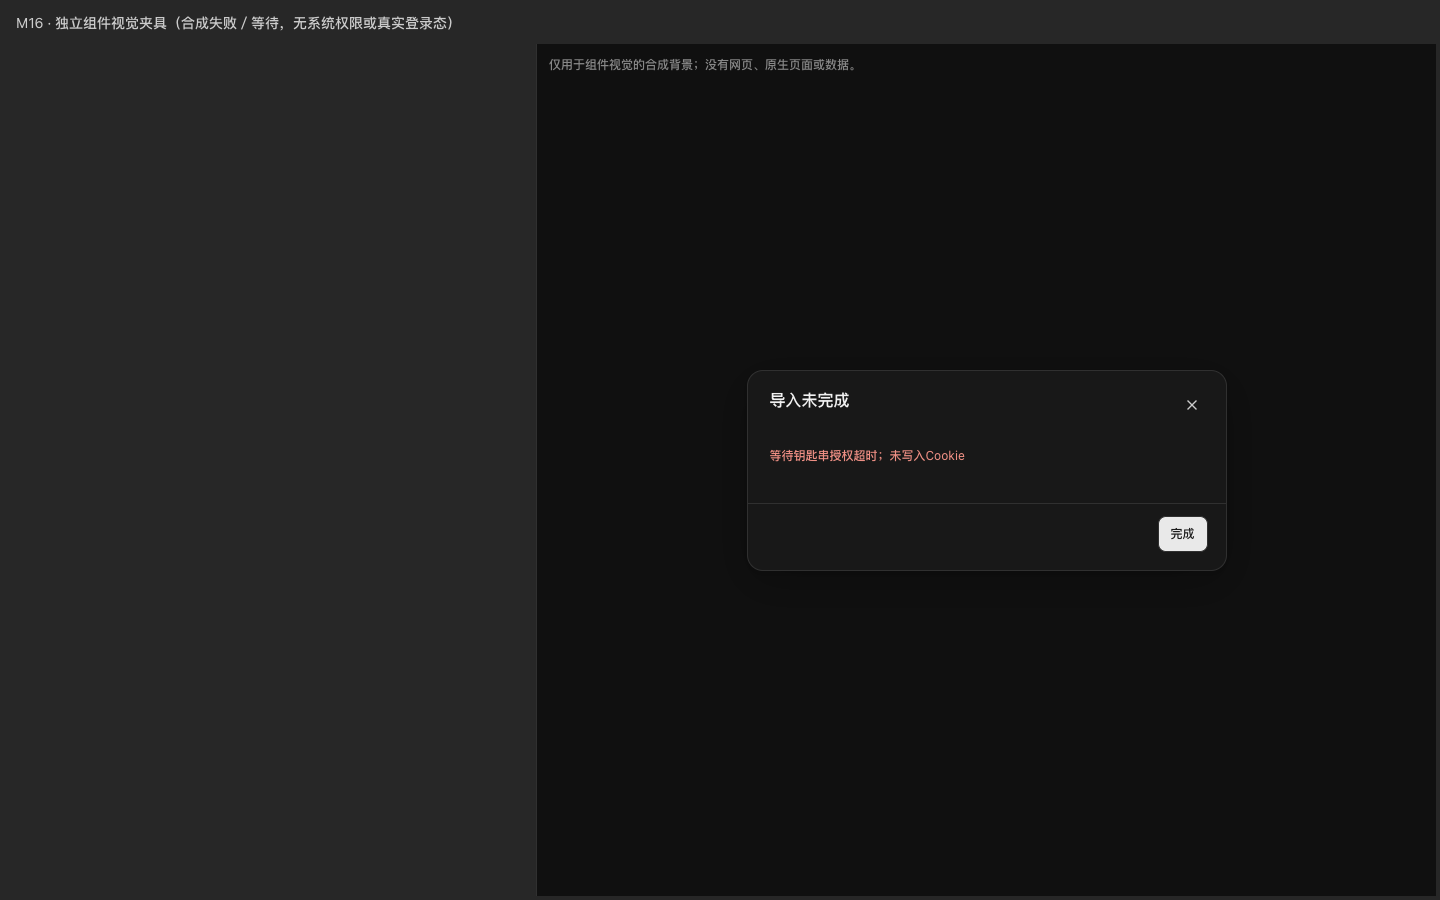 M16 · 独立组件视觉夹具（合成失败 / 等待，无系统权限或真实登录态）
仅用于组件视觉的合成背景；没有网页、原生页面或数据。
导入未完成
等待钥匙串授权超时；未写入Cookie
完成